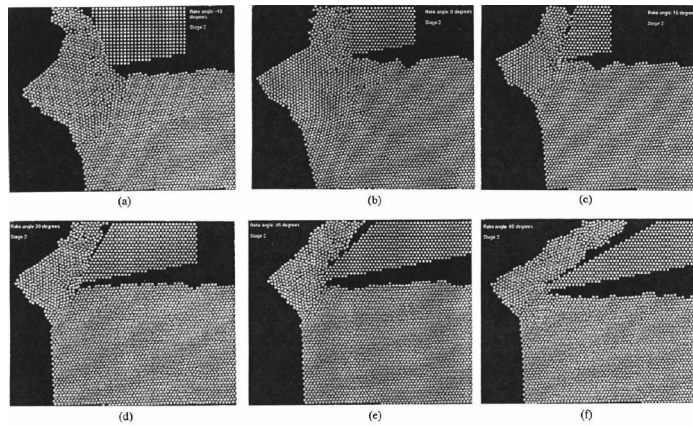 Rake angle: -15
degrees
Stage 2
Rake angle: 0
degrees
Stage 2
Rake angle: 15
degrees
Stage 2
(a)
(b)
(c)
Rake angle 30 degrees
Stage 2
Rake angle: 45 degrees
Stage 2
Rake angle: 60 degrees
Stage 2
(d)
(e)
(f)